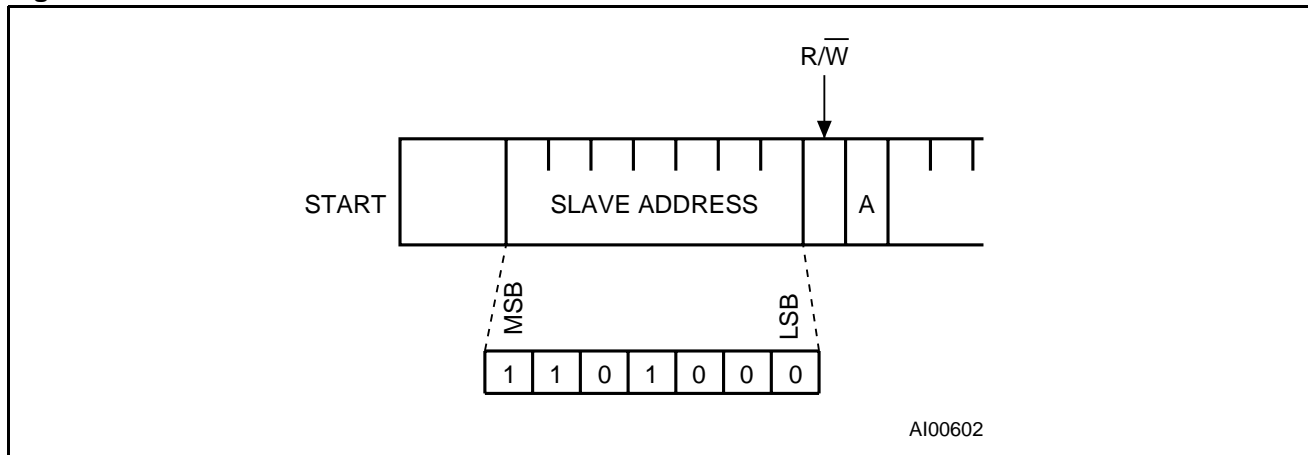 R/W̅
START
SLAVE ADDRESS
A
MSB
LSB
1 1 0 1 0 0 0
AI00602